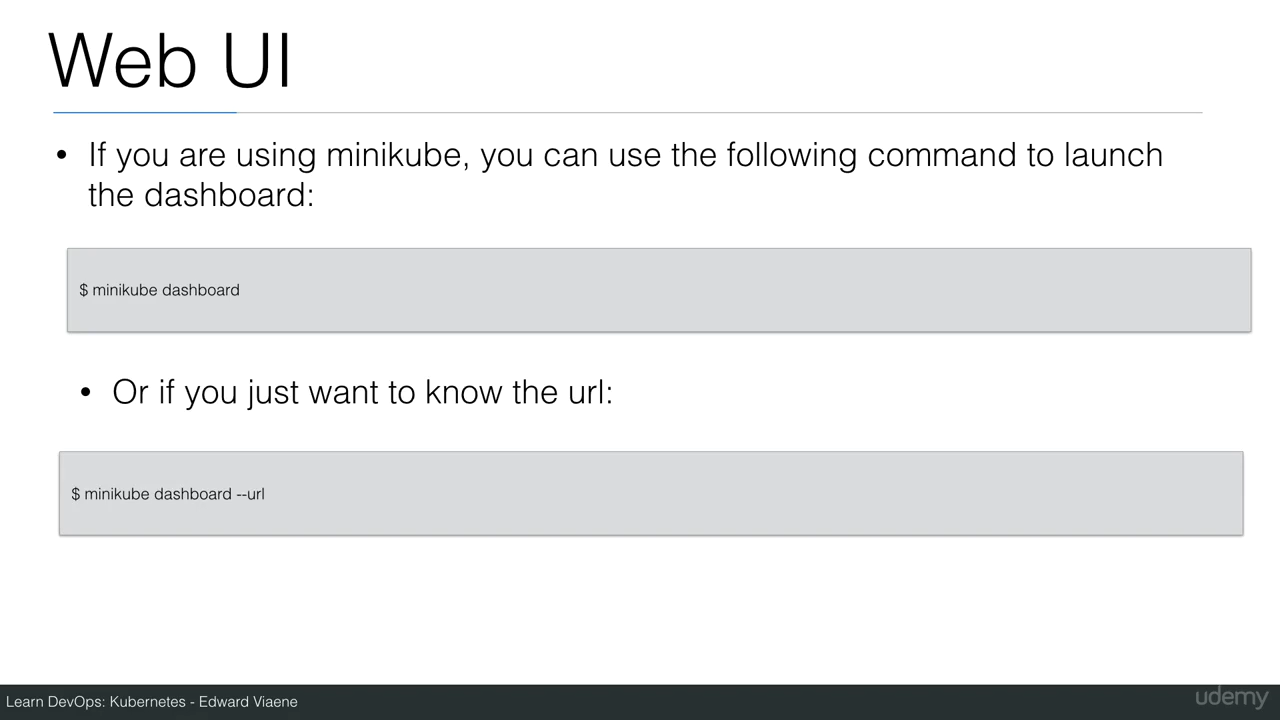 Web UI
• If you are using minikube, you can use the following command to launch
the dashboard:
$ minikube dashboard
• Or if you just want to know the url:
$ minikube dashboard --url
Learn DevOps: Kubernetes - Edward Viaene
udemy